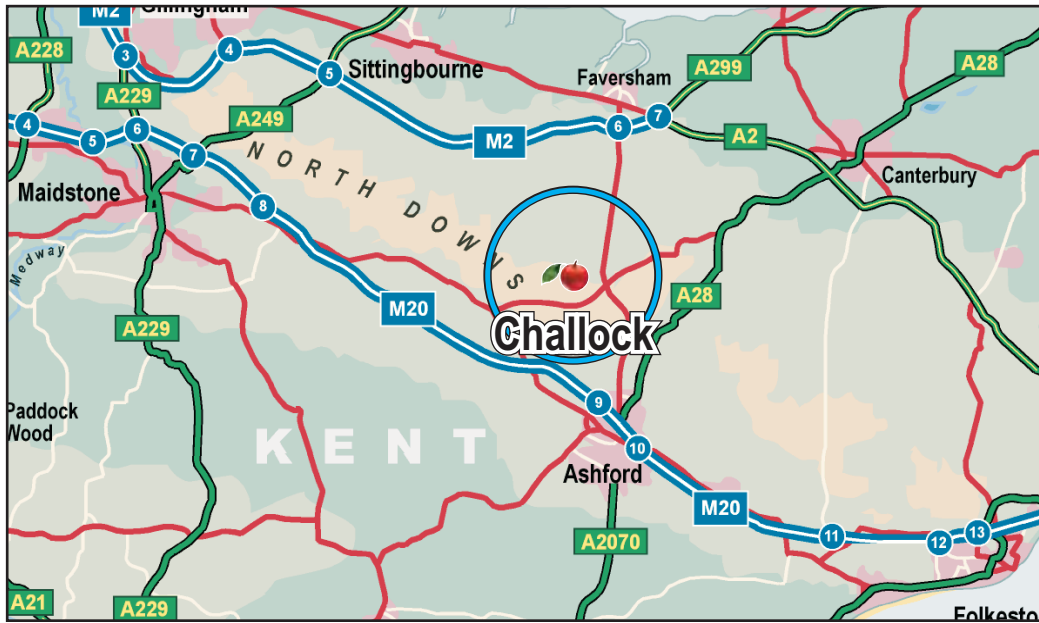 M2
Gillingham
A228
3
4
5
Sittingbourne
Faversham
A299
A28
A229
A249
4
5
6
7
M2
6
7
A2
Maidstone
8
NORTH DOWNS
Canterbury
Medway
M20
A28
A229
Challock
Paddock
Wood
KENT
9
10
Ashford
M20
11
12
13
A2070
A21
A229
Folkesto